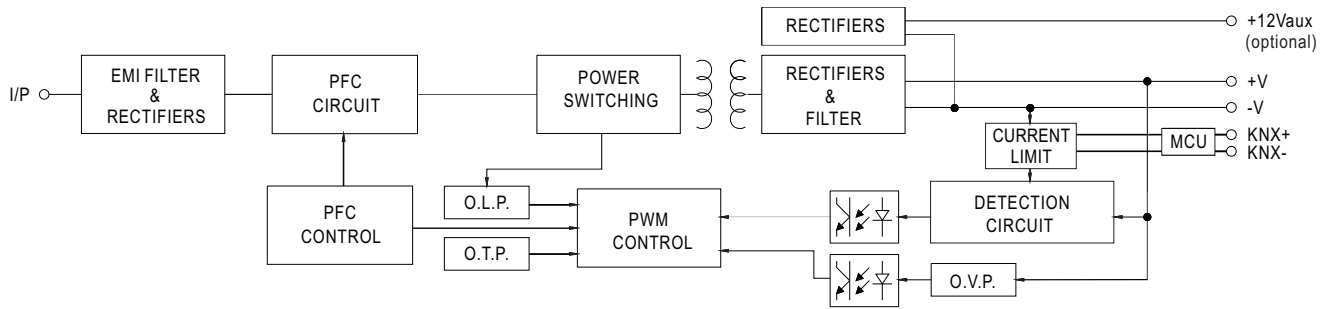 RECTIFIERS
+12Vaux
(optional)
I/P
EMI FILTER
&
RECTIFIERS
PFC
CIRCUIT
POWER
SWITCHING
RECTIFIERS
&
FILTER
+V
-V
CURRENT
LIMIT
MCU
KNX+
KNX-
PFC
CONTROL
O.L.P.
O.T.P.
PWM
CONTROL
DETECTION
CIRCUIT
O.V.P.